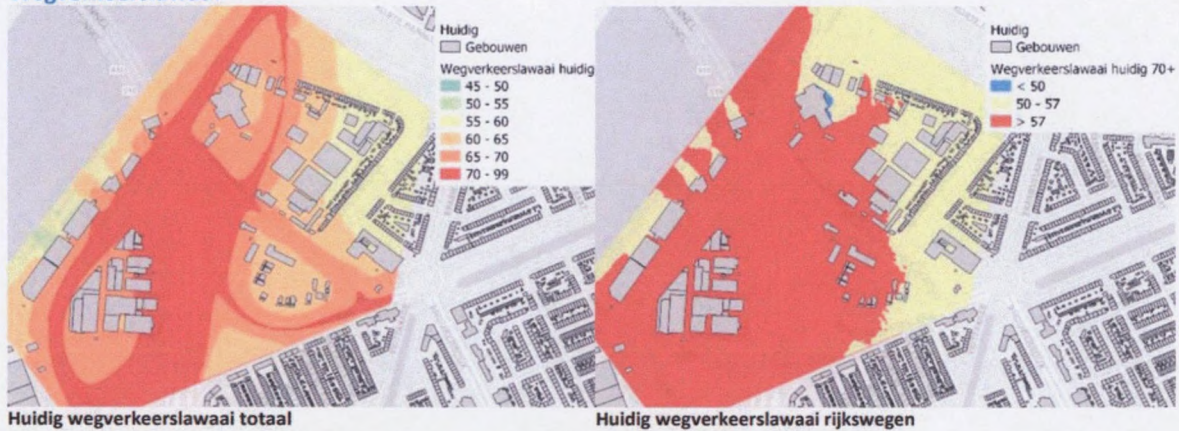 Huidig
Gebouwen
Wegverkeerslawaai huidig
45 - 50
50 - 55
55 - 60
60 - 65
65 - 70
70 - 99
Huidig
Gebouwen
Wegverkeerslawaai huidig 70+
< 50
50 - 57
> 57
Huidig wegverkeerslawaai totaal
Huidig wegverkeerslawaai rijkswegen